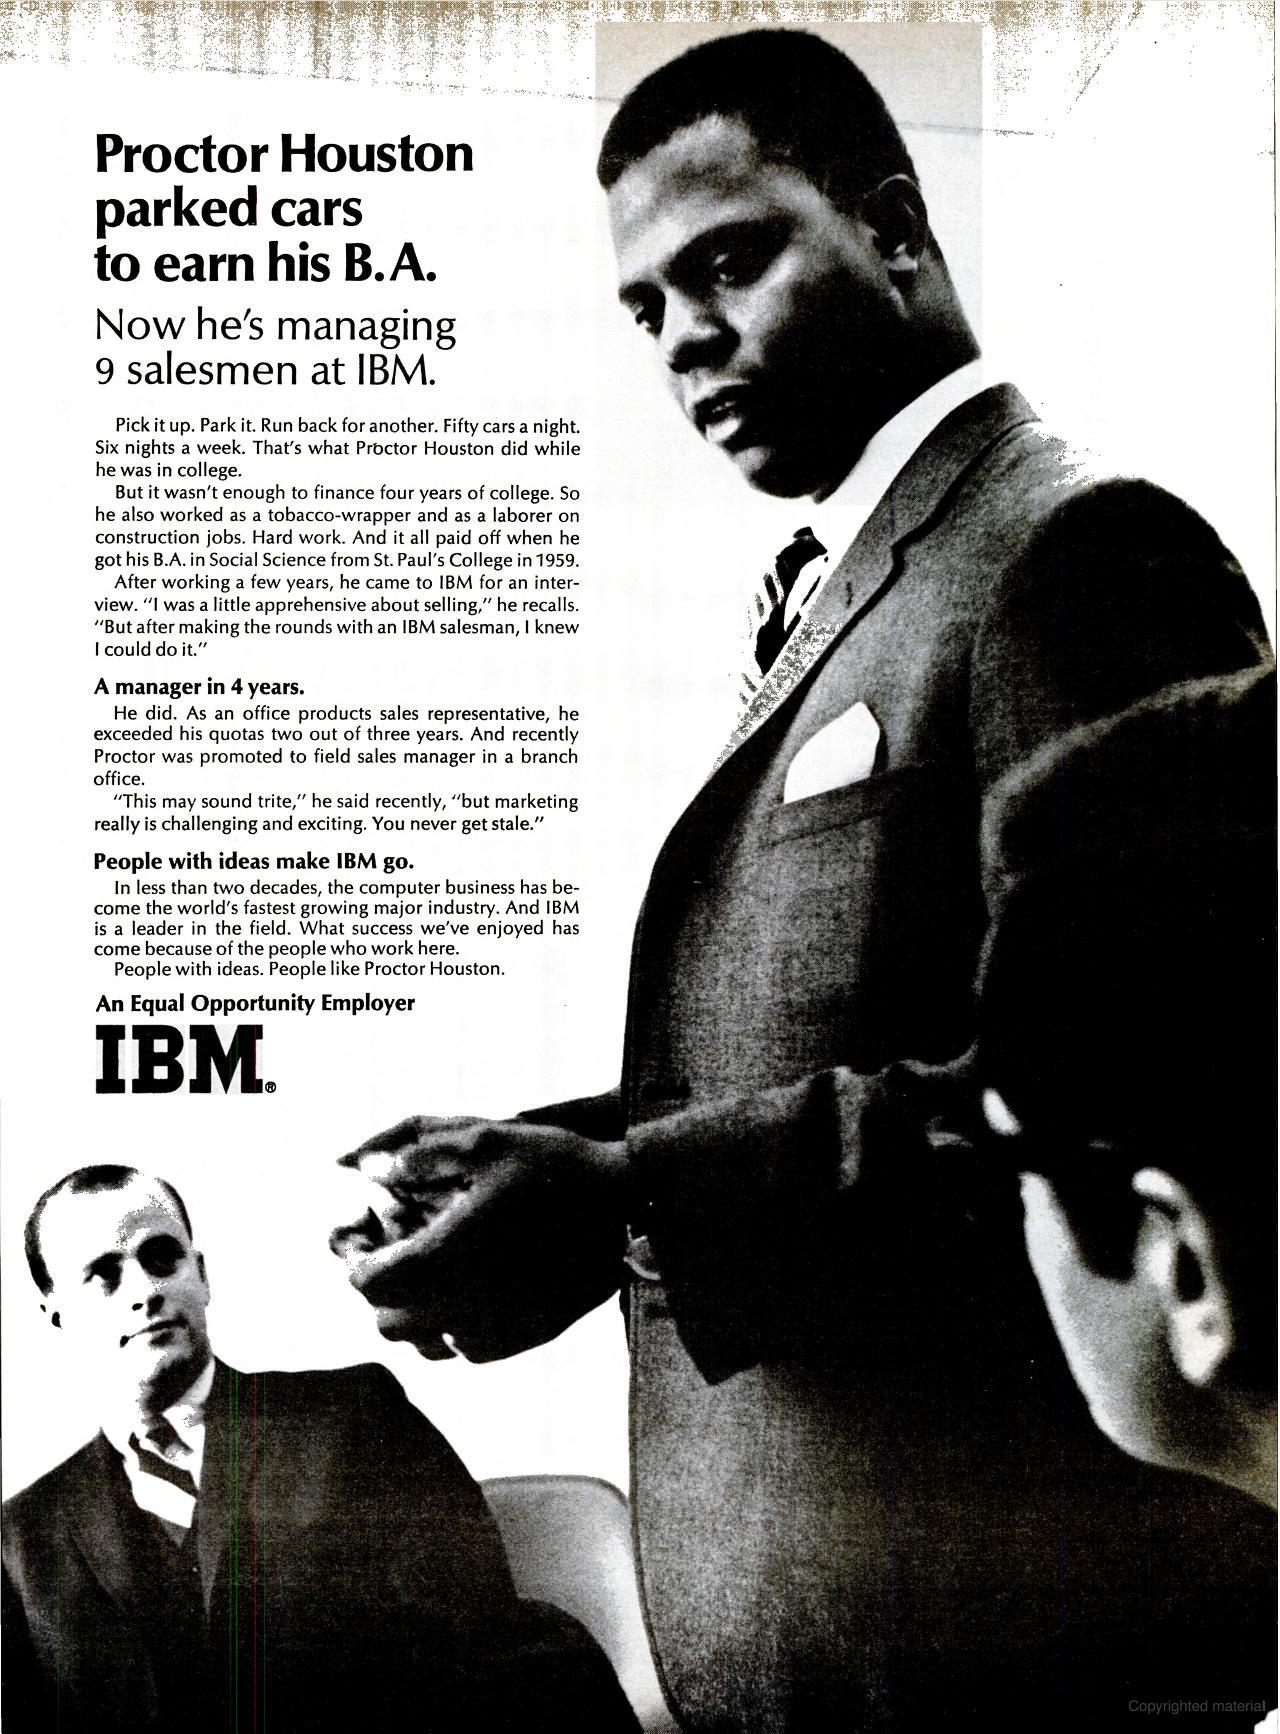 Proctor Houston
parked cars
to earn his B.A.
Now he's managing
9 salesmen at IBM.
Pick it up. Park it. Run back for another. Fifty cars a night.
Six nights a week. That's what Proctor Houston did while
he was in college.
But it wasn't enough to finance four years of college. So
he also worked as a tobacco-wrapper and as a laborer on
construction jobs. Hard work. And it all paid off when he
got his B.A. in Social Science from St. Paul's College in 1959.
After working a few years, he came to IBM for an inter-
view. "I was a little apprehensive about selling," he recalls.
"But after making the rounds with an IBM salesman, I knew
I could do it."
A manager in 4 years.
He did. As an office products sales representative, he
exceeded his quotas two out of three years. And recently
Proctor was promoted to field sales manager in a branch
office.
"This may sound trite," he said recently, "but marketing
really is challenging and exciting. You never get stale."
People with ideas make IBM go.
In less than two decades, the computer business has be-
come the world's fastest growing major industry. And IBM
is a leader in the field. What success we've enjoyed has
come because of the people who work here.
People with ideas. People like Proctor Houston.
An Equal Opportunity Employer
IBM®
Copyrighted material